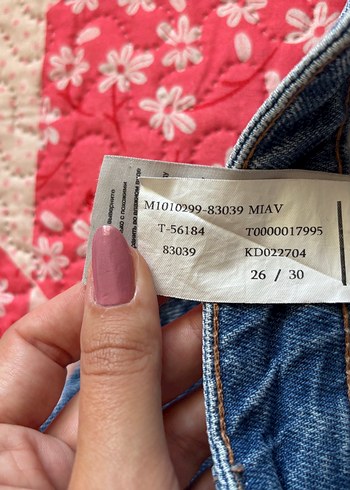 M1010299-83039 MIAV
T-56184 T0000017995
83039 KD022704
26 / 30